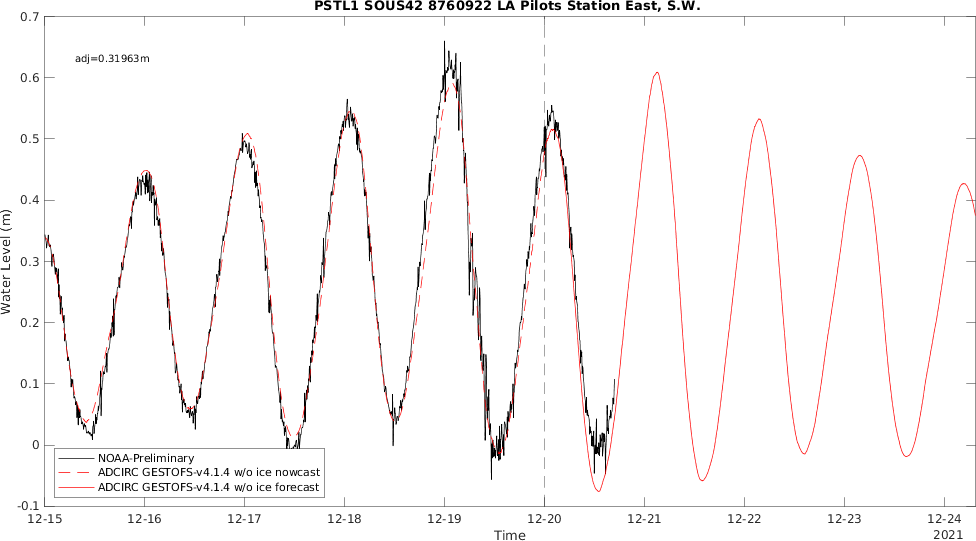 PSTL1 SOUS42 8760922 LA Pilots Station East, S.W.
adj=0.31963m
0.7
0.6
0.5
0.4
0.3
0.2
0.1
0
-0.1
Water Level (m)
NOAA-Preliminary
ADCIRC GESTOFS-v4.1.4 w/o ice nowcast
ADCIRC GESTOFS-v4.1.4 w/o ice forecast
12-15 12-16 12-17 12-18 12-19 12-20 12-21 12-22 12-23 12-24
Time
2021